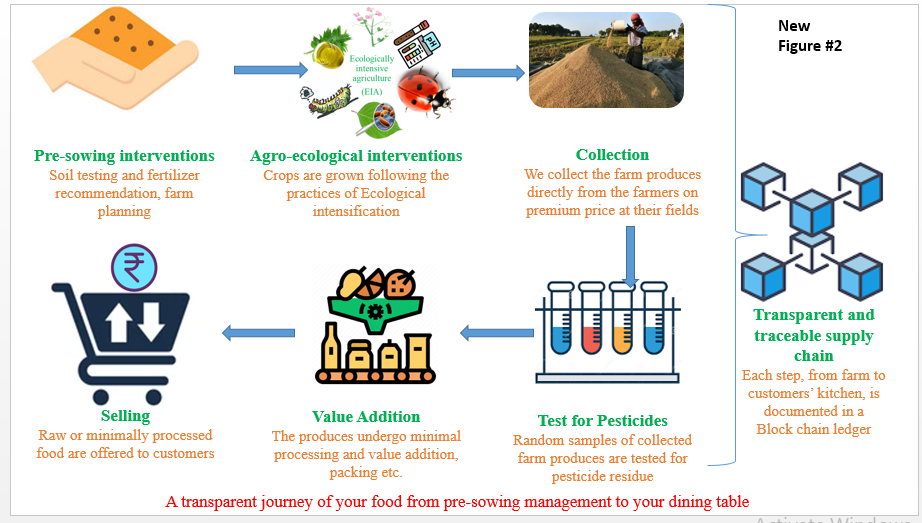 New
Figure #2
Ecologically
intensive
agriculture
(EIA)
pH
Pre-sowing interventions
Soil testing and fertilizer
recommendation, farm
planning
Agro-ecological interventions
Crops are grown following the
practices of Ecological
intensification
Collection
We collect the farm produces
directly from the farmers on
premium price at their fields
₹
Selling
Raw or minimally processed
food are offered to customers
Value Addition
The produces undergo minimal
processing and value addition,
packing etc.
Test for Pesticides
Random samples of collected
farm produces are tested for
pesticide residue
Transparent and
traceable supply
chain
Each step, from farm to
customers’ kitchen, is
documented in a
Block chain ledger
A transparent journey of your food from pre-sowing management to your dining table
Activate Windows